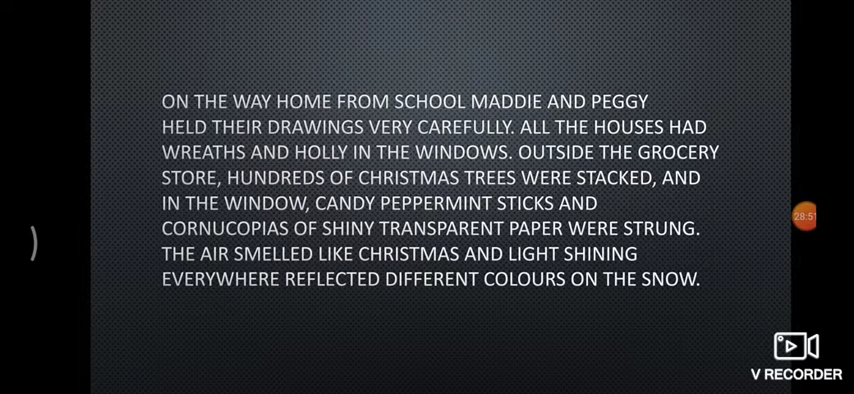 ON THE WAY HOME FROM SCHOOL MADDIE AND PEGGY
HELD THEIR DRAWINGS VERY CAREFULLY. ALL THE HOUSES HAD
WREATHS AND HOLLY IN THE WINDOWS. OUTSIDE THE GROCERY
STORE, HUNDREDS OF CHRISTMAS TREES WERE STACKED, AND
IN THE WINDOW, CANDY PEPPERMINT STICKS AND
CORNUCOPIAS OF SHINY TRANSPARENT PAPER WERE STRUNG.
THE AIR SMELLED LIKE CHRISTMAS AND LIGHT SHINING
EVERYWHERE REFLECTED DIFFERENT COLOURS ON THE SNOW.
28:51
V RECORDER